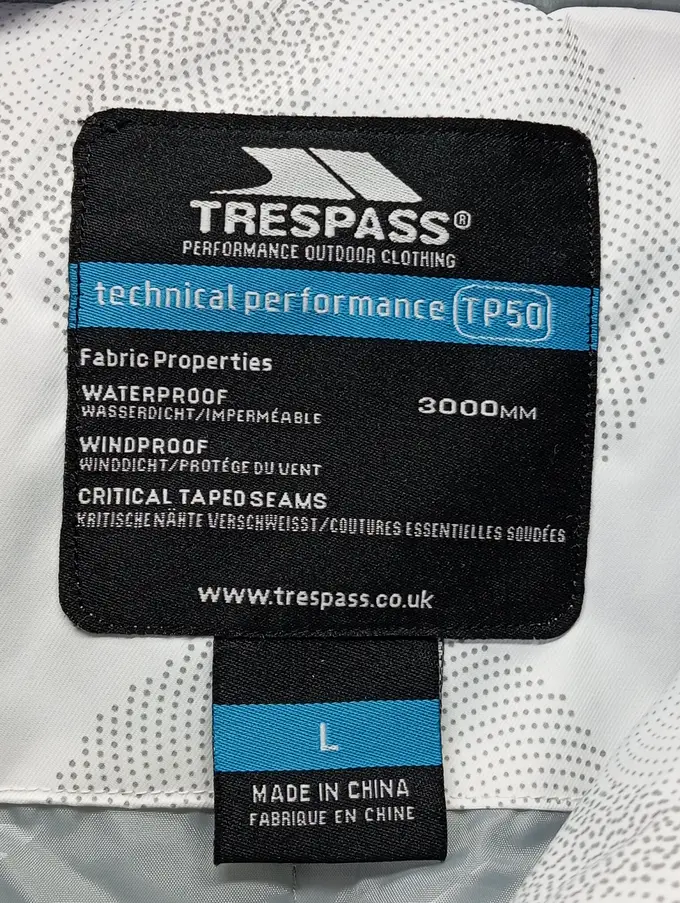 TRESPASS®
PERFORMANCE OUTDOOR CLOTHING
technical performance TP50
Fabric Properties
WATERPROOF 3000MM
WASSERDICHT/IMPERMÉABLE
WINDPROOF
WINDDICHT/PROTÉGE DU VENT
CRITICAL TAPED SEAMS
KRITISCHE NÄHTE VERSCHWEISST/COUTURES ESSENTIELLES SOUDÉES
www.trespass.co.uk
L
MADE IN CHINA
FABRIQUE EN CHINE